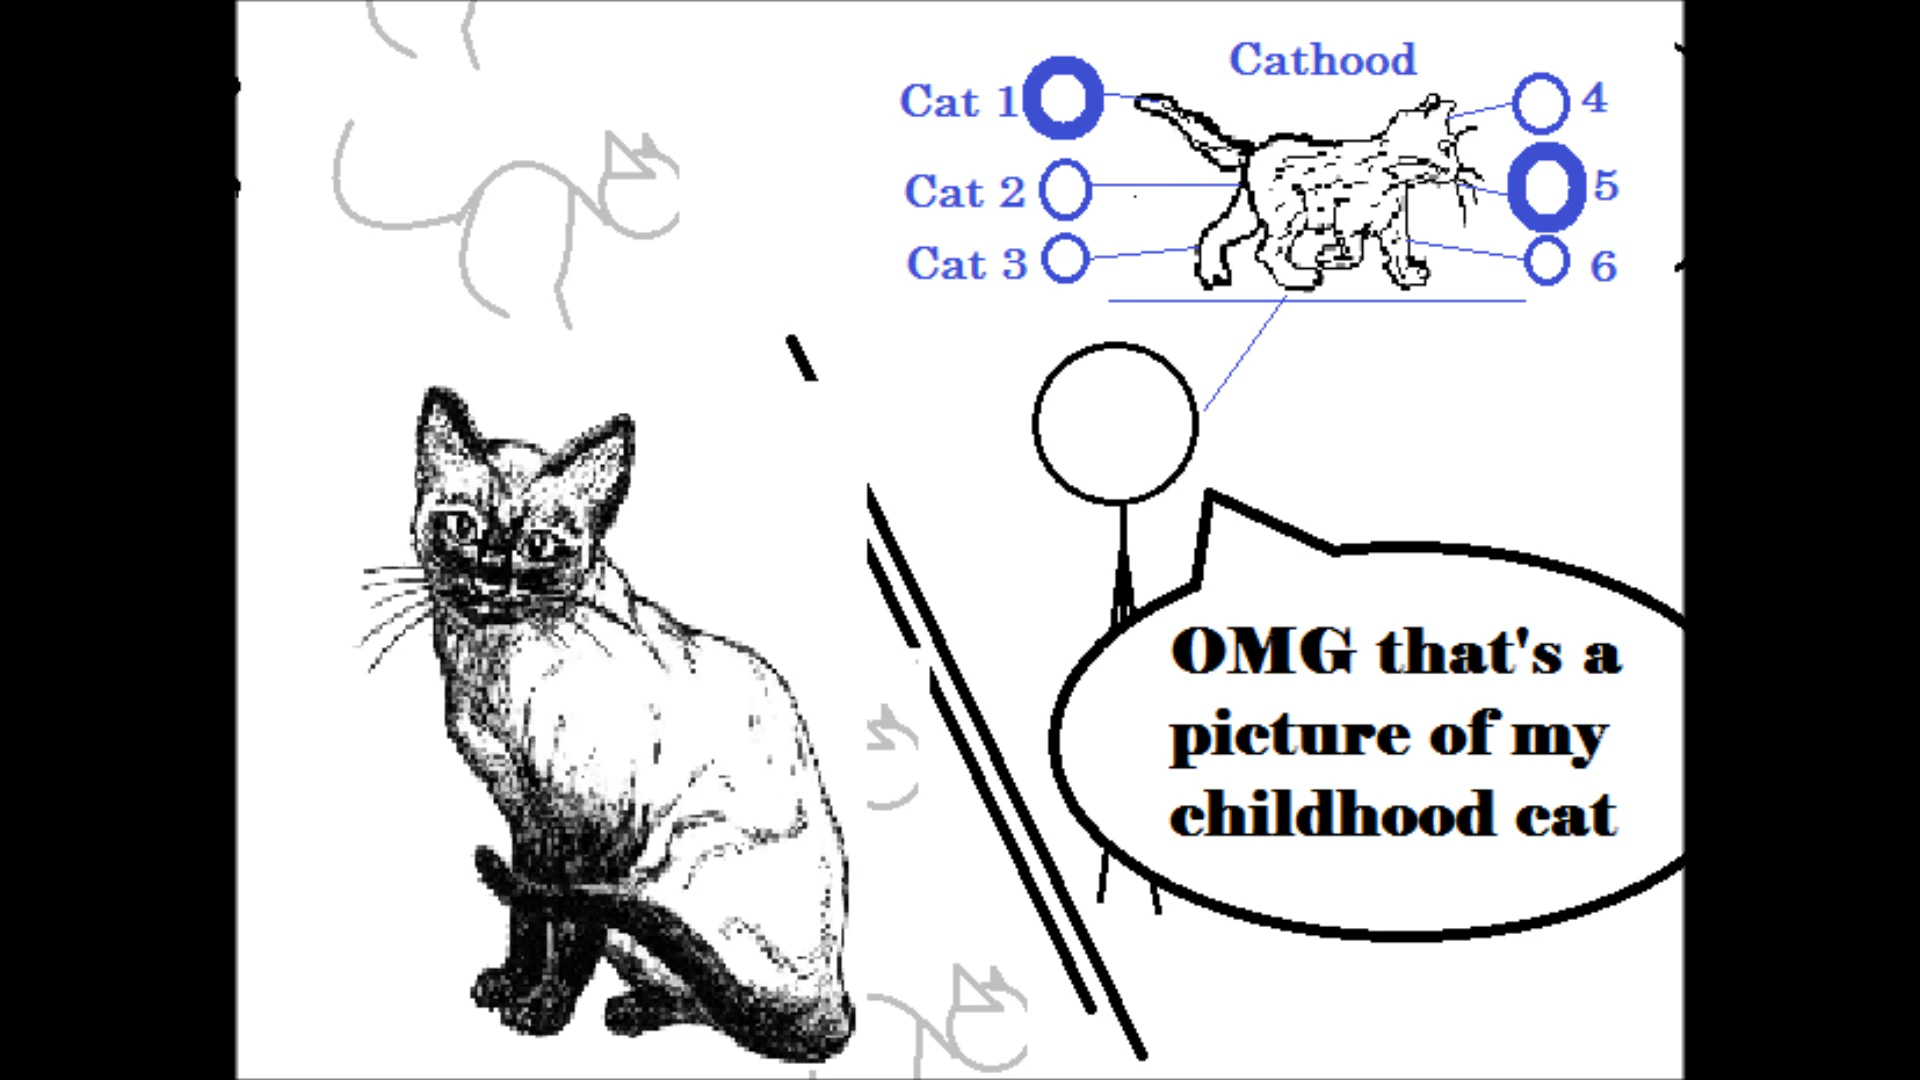 Cathood
Cat 1
4
Cat 2
5
Cat 3
6
OMG that's a
picture of my
childhood cat